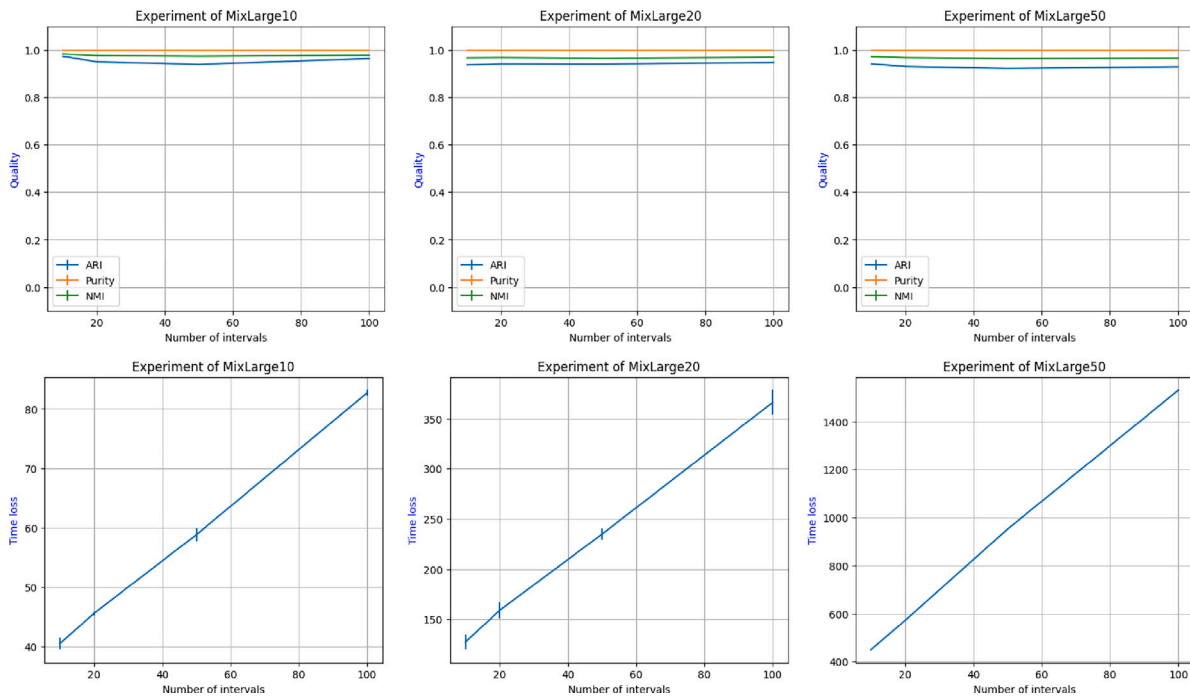 Experiment of MixLarge10
1.0
0.8
0.6
0.4
0.2
0.0
Quality
ARI
Purity
NMI
20 40 60 80 100
Number of intervals
Experiment of MixLarge20
1.0
0.8
0.6
0.4
0.2
0.0
Quality
ARI
Purity
NMI
20 40 60 80 100
Number of intervals
Experiment of MixLarge50
1.0
0.8
0.6
0.4
0.2
0.0
Quality
ARI
Purity
NMI
20 40 60 80 100
Number of intervals
Experiment of MixLarge10
80
70
60
50
40
Time loss
20 40 60 80 100
Number of intervals
Experiment of MixLarge20
350
300
250
200
150
Time loss
20 40 60 80 100
Number of intervals
Experiment of MixLarge50
1400
1200
1000
800
600
400
Time loss
20 40 60 80 100
Number of intervals